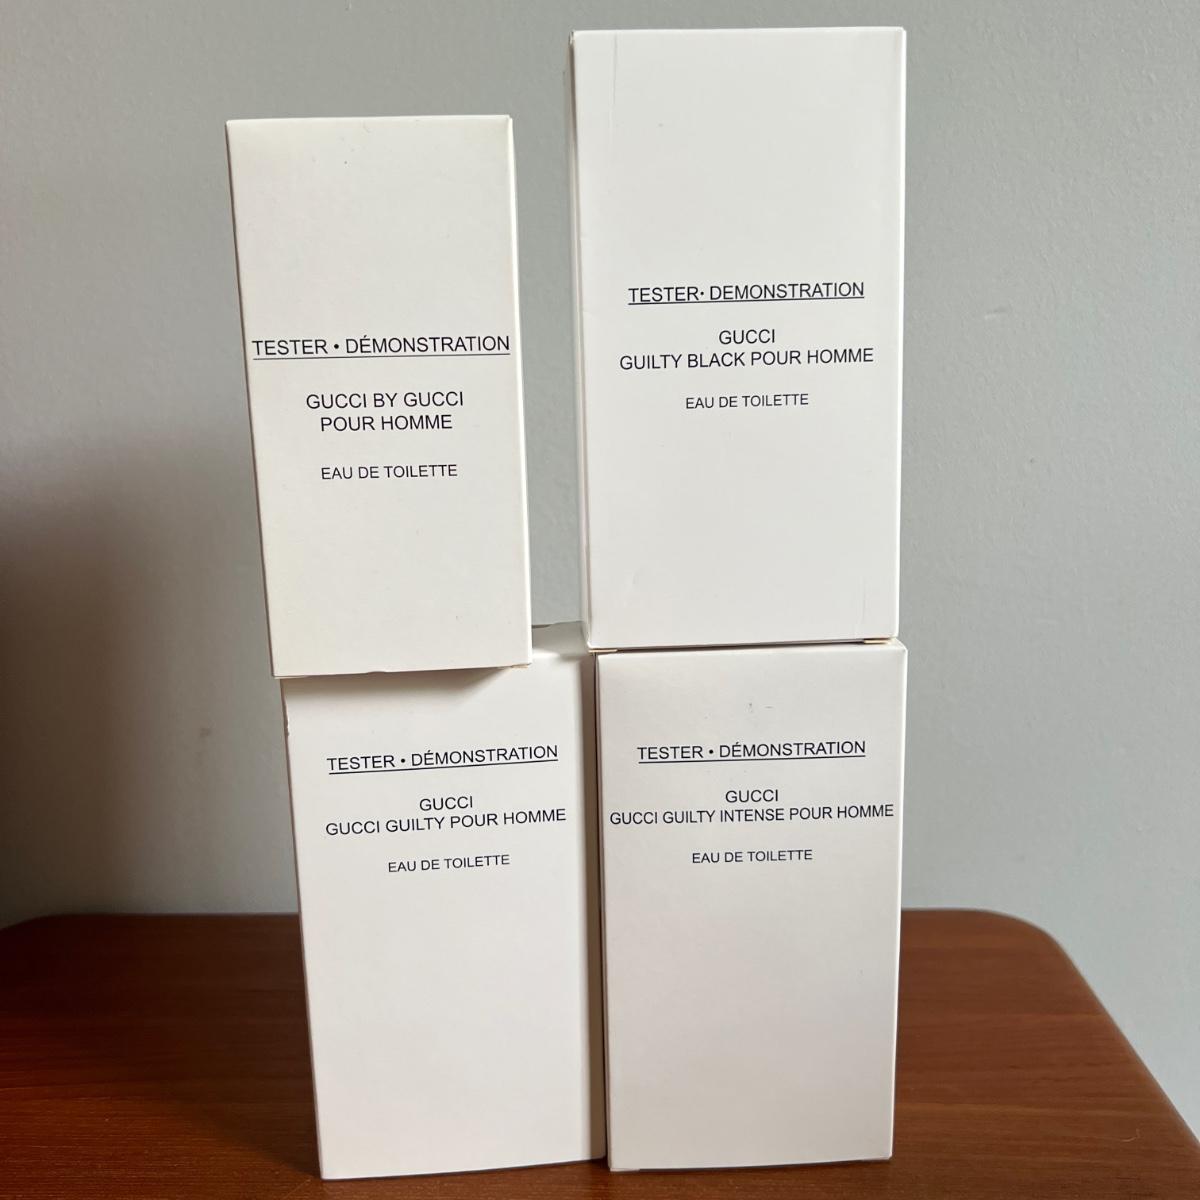 TESTER • DÉMONSTRATION
GUCCI BY GUCCI
POUR HOMME
EAU DE TOILETTE
TESTER• DEMONSTRATION
GUCCI
GUILTY BLACK POUR HOMME
EAU DE TOILETTE
TESTER • DÉMONSTRATION
GUCCI
GUCCI GUILTY POUR HOMME
EAU DE TOILETTE
TESTER • DÉMONSTRATION
GUCCI
GUCCI GUILTY INTENSE POUR HOMME
EAU DE TOILETTE